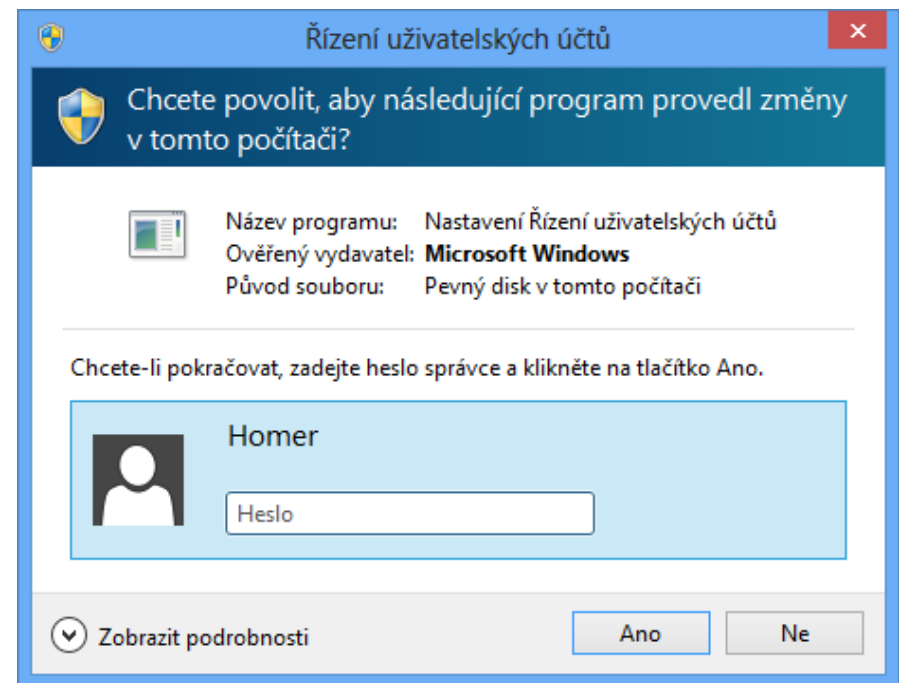 Řízení uživatelských účtů
Chcete povolit, aby následující program provedl změny
v tomto počítači?
Název programu: Nastavení Řízení uživatelských účtů
Ověřený vydavatel: Microsoft Windows
Původ souboru: Pevný disk v tomto počítači
Chcete-li pokračovat, zadejte heslo správce a klikněte na tlačítko Ano.
Homer
Heslo
Zobrazit podrobnosti
Ano
Ne